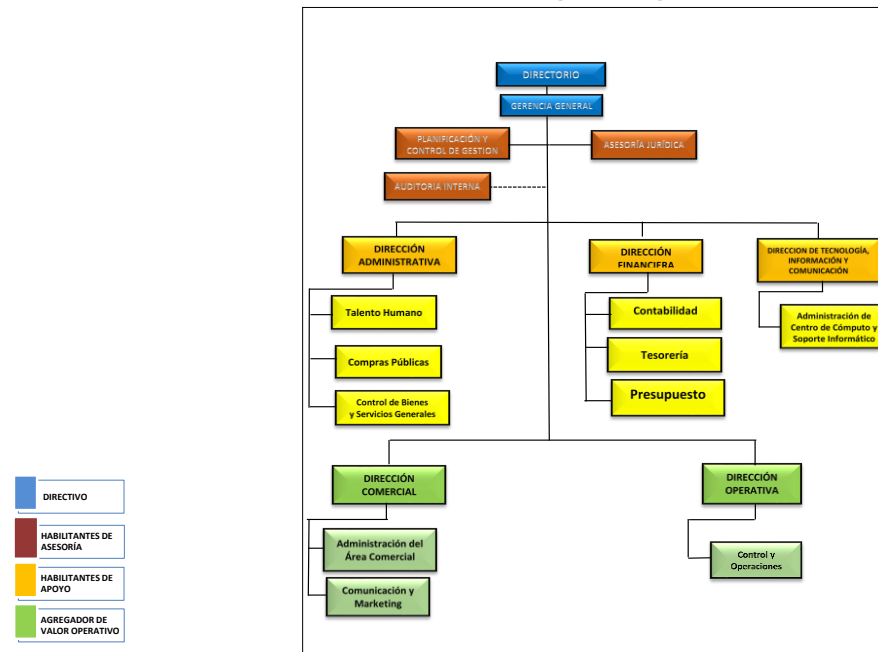 DIRECTORIO
GERENCIA GENERAL
PLANIFICACIÓN Y
CONTROL DE GESTION
ASESORÍA JURÍDICA
AUDITORIA INTERNA
DIRECCIÓN
ADMINISTRATIVA
DIRECCIÓN
FINANCIERA
DIRECCION DE TECNOLOGÍA,
INFORMACIÓN Y
COMUNICACIÓN
Talento Humano
Compras Públicas
Control de Bienes
y Servicios Generales
Contabilidad
Tesorería
Presupuesto
Administración de
Centro de Cómputo y
Soporte Informático
DIRECCIÓN
COMERCIAL
DIRECCIÓN
OPERATIVA
Administración del
Área Comercial
Comunicación y
Marketing
Control y
Operaciones
DIRECTIVO
HABILITANTES DE
ASESORÍA
HABILITANTES DE
APOYO
AGREGADOR DE
VALOR OPERATIVO